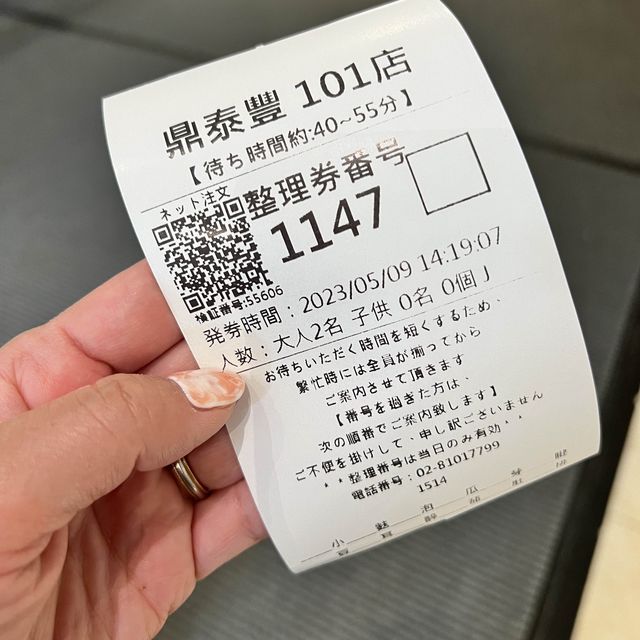 鼎泰豐 101店
【待ち時間約:40~55分】
ネット注文
整理券番号
1147
検証番号:55606
発券時間：2023/05/09 14:19:07
人数：大人2名 子供 0名 0個 J
お待ちいただく時間を短くするため、
繁忙時には全員が揃ってから
ご案内させて頂きます
【番号を過ぎた方は、
次の順番でご案内致します】
ご不便を掛けして、申し訳ございません
**整理番号は当日のみ有効**
電話番号：02-81017799
1514